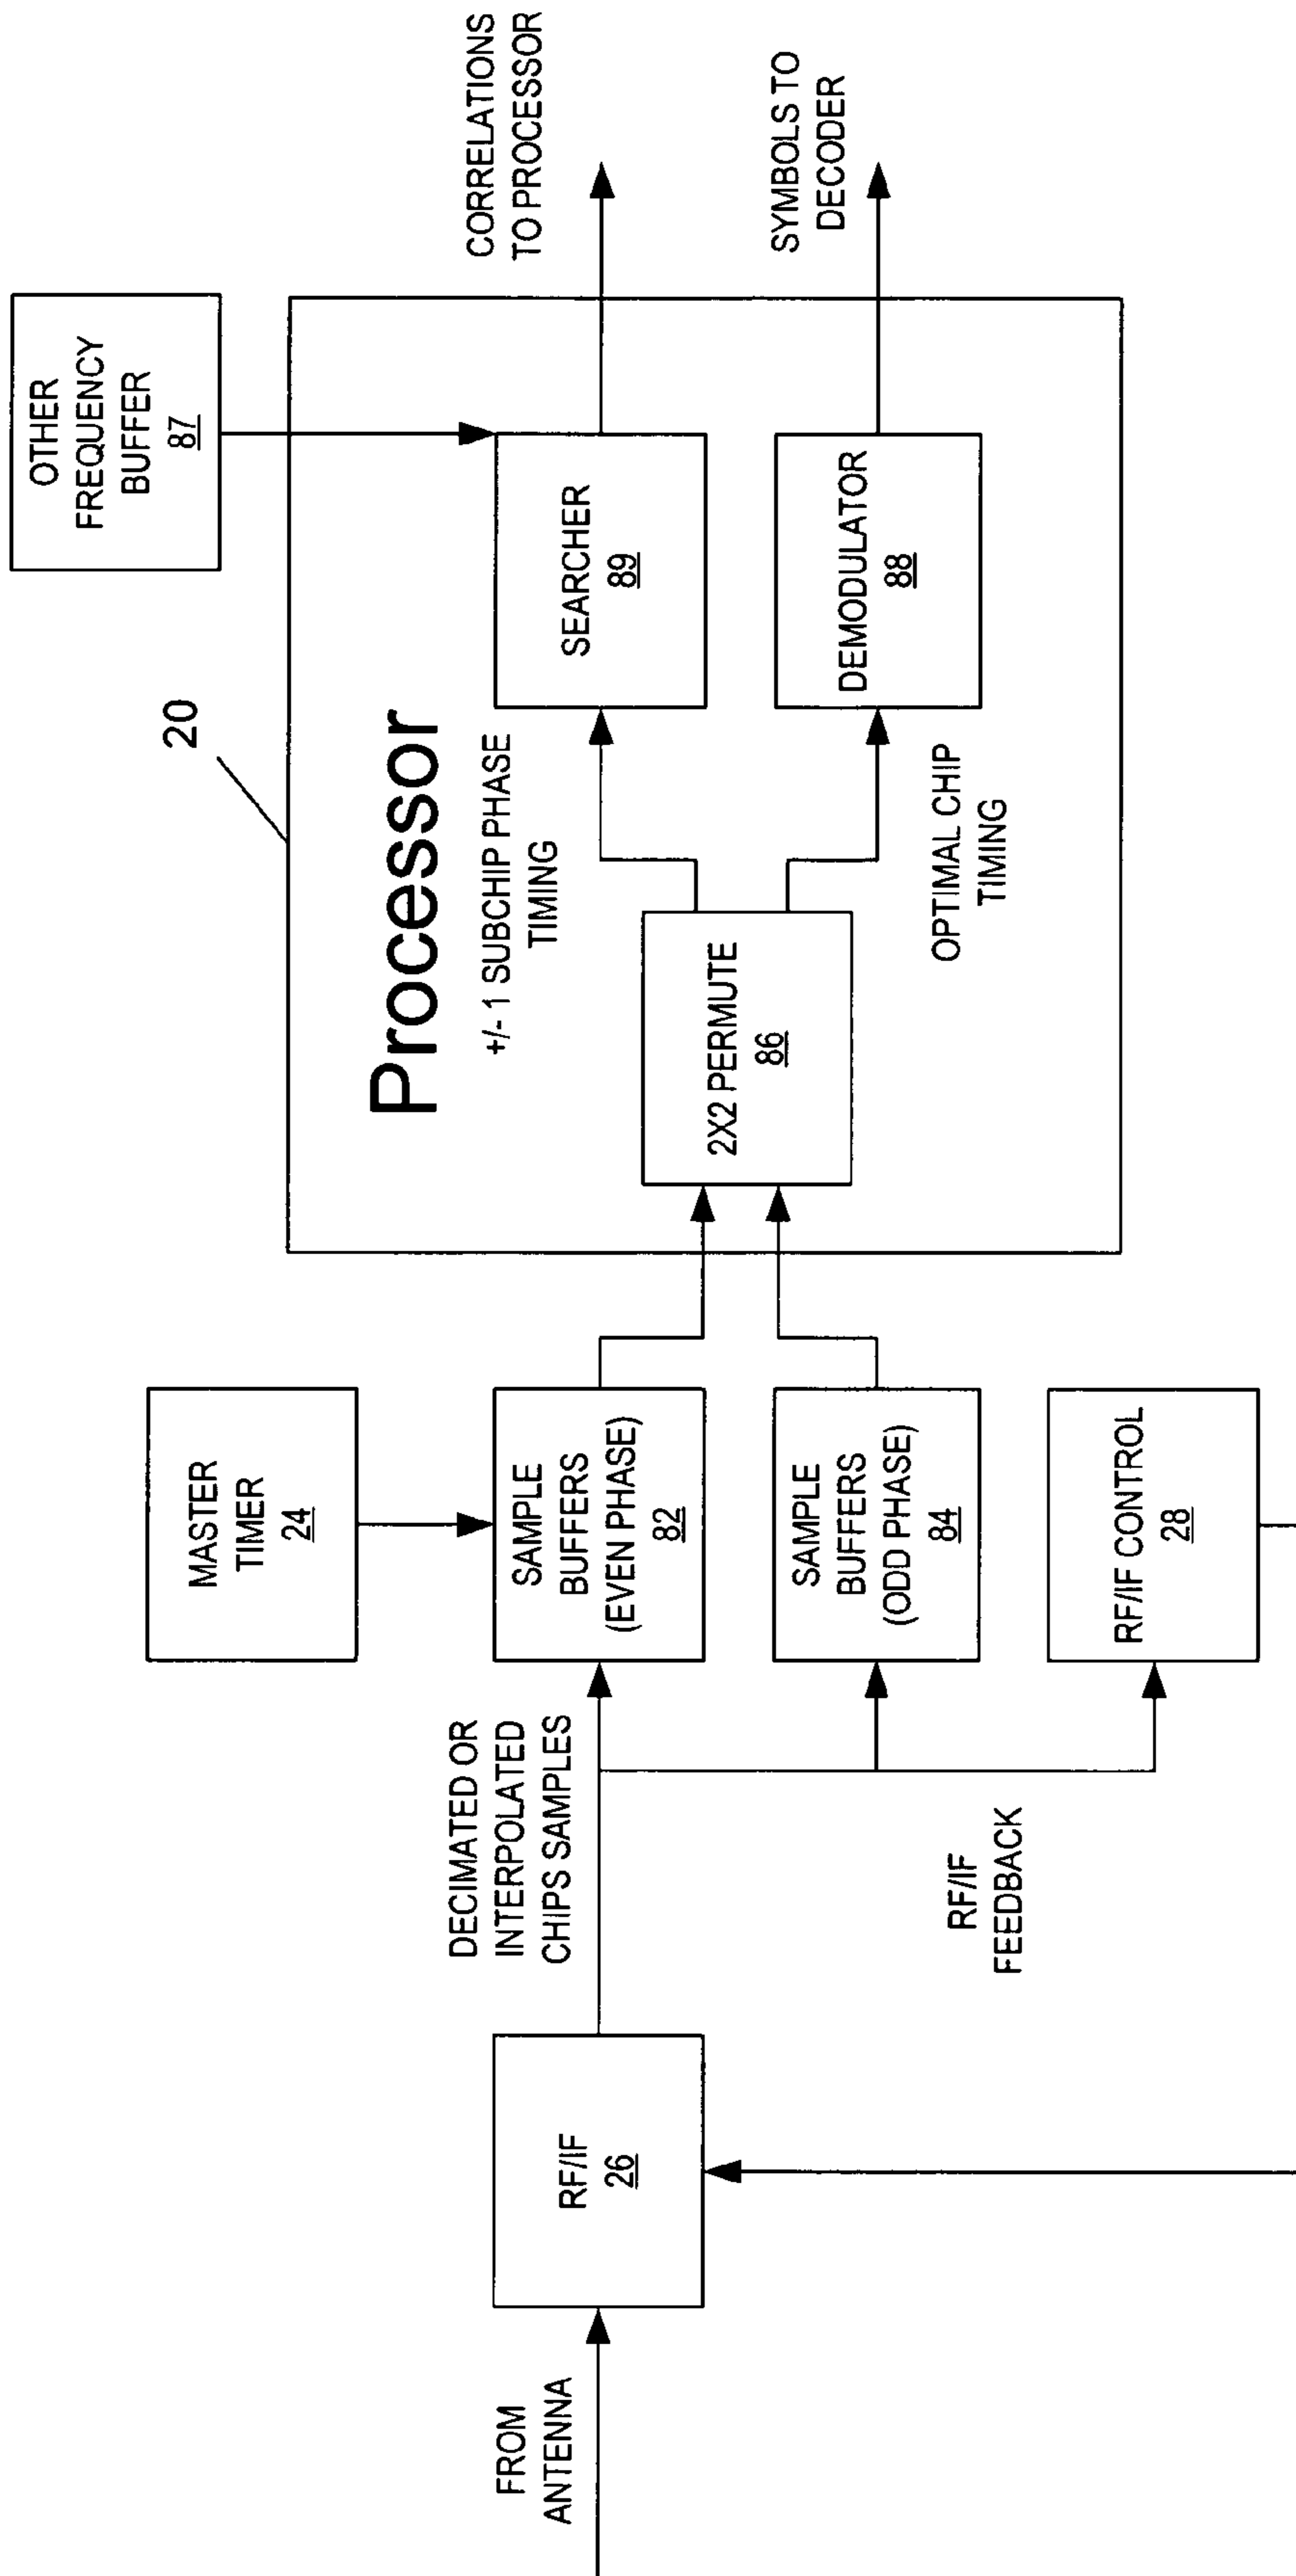 FROM
ANTENNA
RF/IF
26
DECIMATED OR
INTERPOLATED
CHIPS SAMPLES
RF/IF
FEEDBACK
MASTER
TIMER
24
SAMPLE
BUFFERS
(EVEN PHASE)
82
SAMPLE
BUFFERS
(ODD PHASE)
84
RF/IF CONTROL
28
20
Processor
+/- 1 SUBCHIP PHASE
TIMING
2X2 PERMUTE
86
OPTIMAL CHIP
TIMING
OTHER
FREQUENCY
BUFFER
87
SEARCHER
89
DEMODULATOR
88
CORRELATIONS
TO PROCESSOR
SYMBOLS TO
DECODER